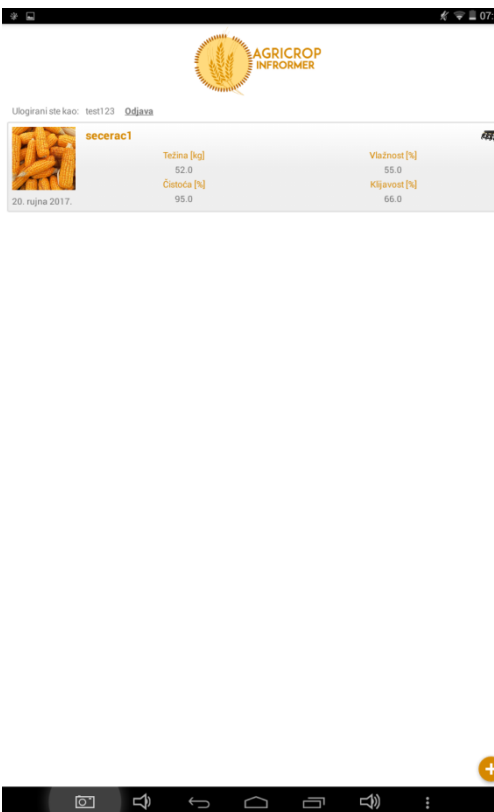 07:
AGRICROP
INFRORMER
Ulogirani ste kao: test123 Odjava
secerac1
Težina [kg] Vlažnost [%]
52.0 55.0
Čistoća [%] Klijavost [%]
95.0 66.0
20. rujna 2017.